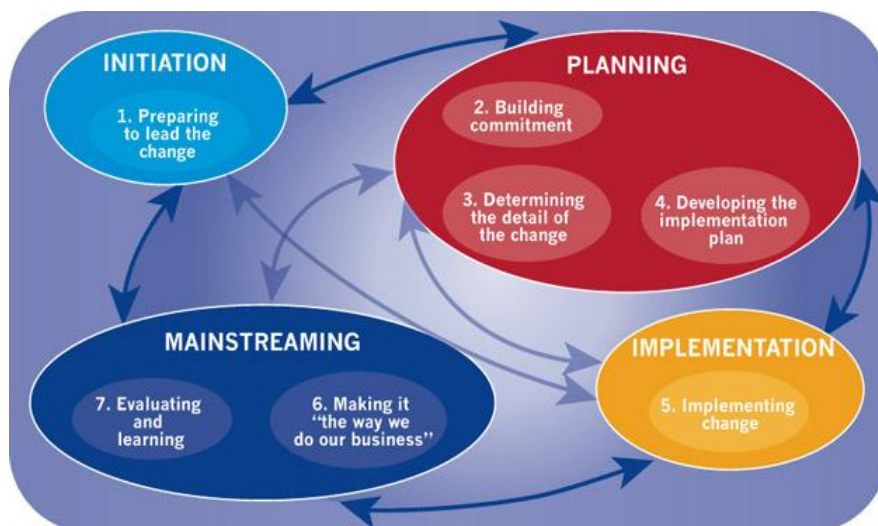 INITIATION
1. Preparing
to lead the
change
PLANNING
2. Building
commitment
3. Determining
the detail of
the change
4. Developing the
implementation
plan
MAINSTREAMING
7. Evaluating
and
learning
6. Making it
“the way we
do our business”
IMPLEMENTATION
5. Implementing
change